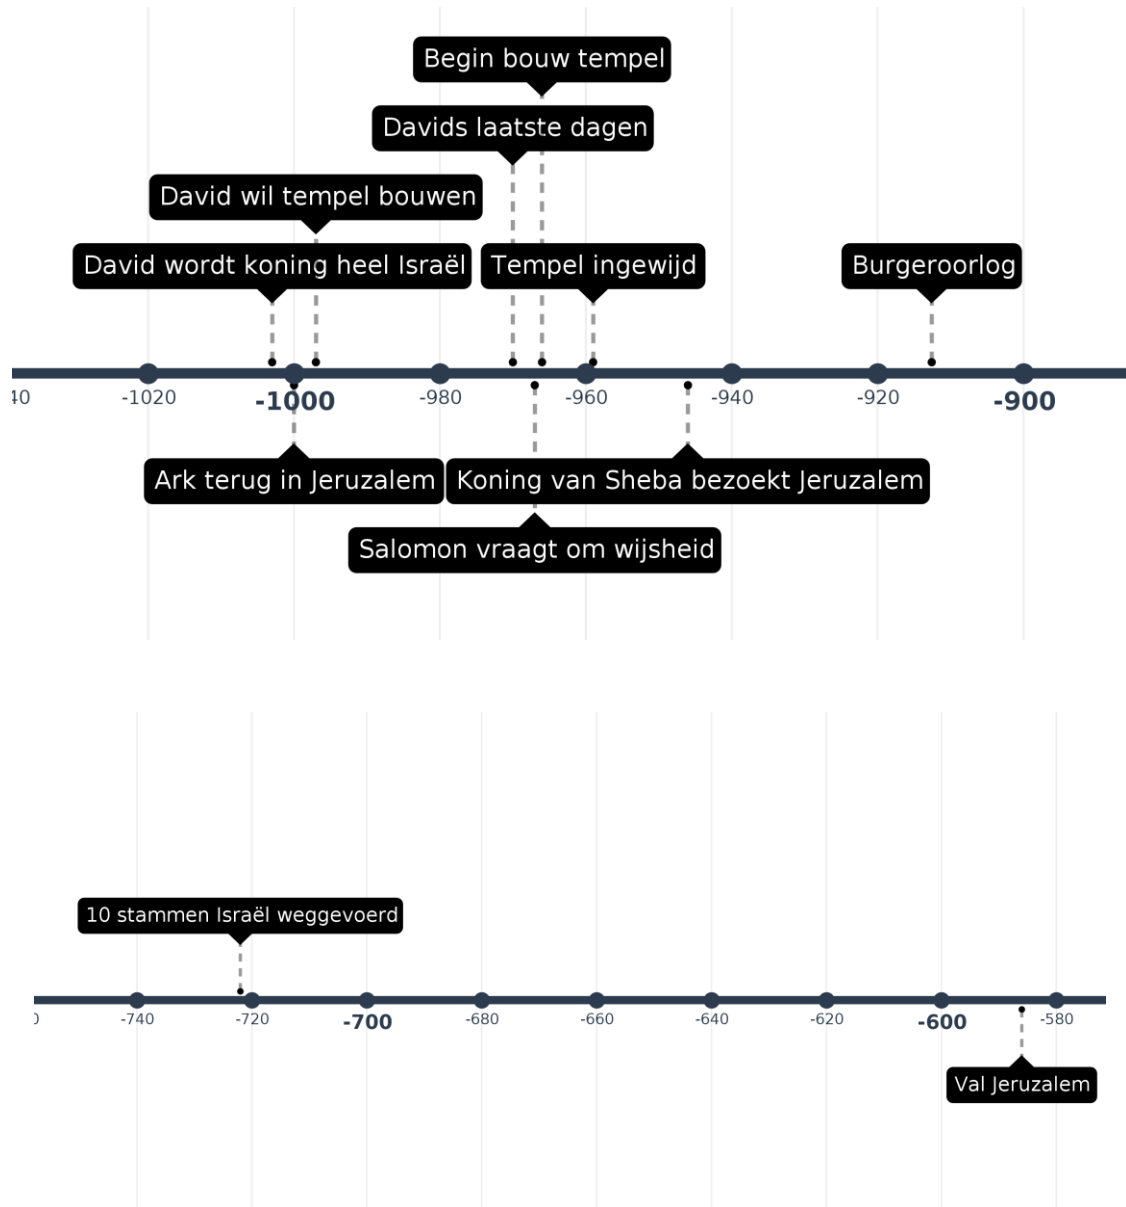 Begin bouw tempel
Davids laatste dagen
David wil tempel bouwen
David wordt koning heel Israël
Tempel ingewijd
Burgeroorlog
40 -1020 -1000 -980 -960 -940 -920 -900
Ark terug in Jeruzalem
Koning van Sheba bezoekt Jeruzalem
Salomon vraagt om wijsheid
10 stammen Israël weggevoerd
0 -740 -720 -700 -680 -660 -640 -620 -600 -580
Val Jeruzalem